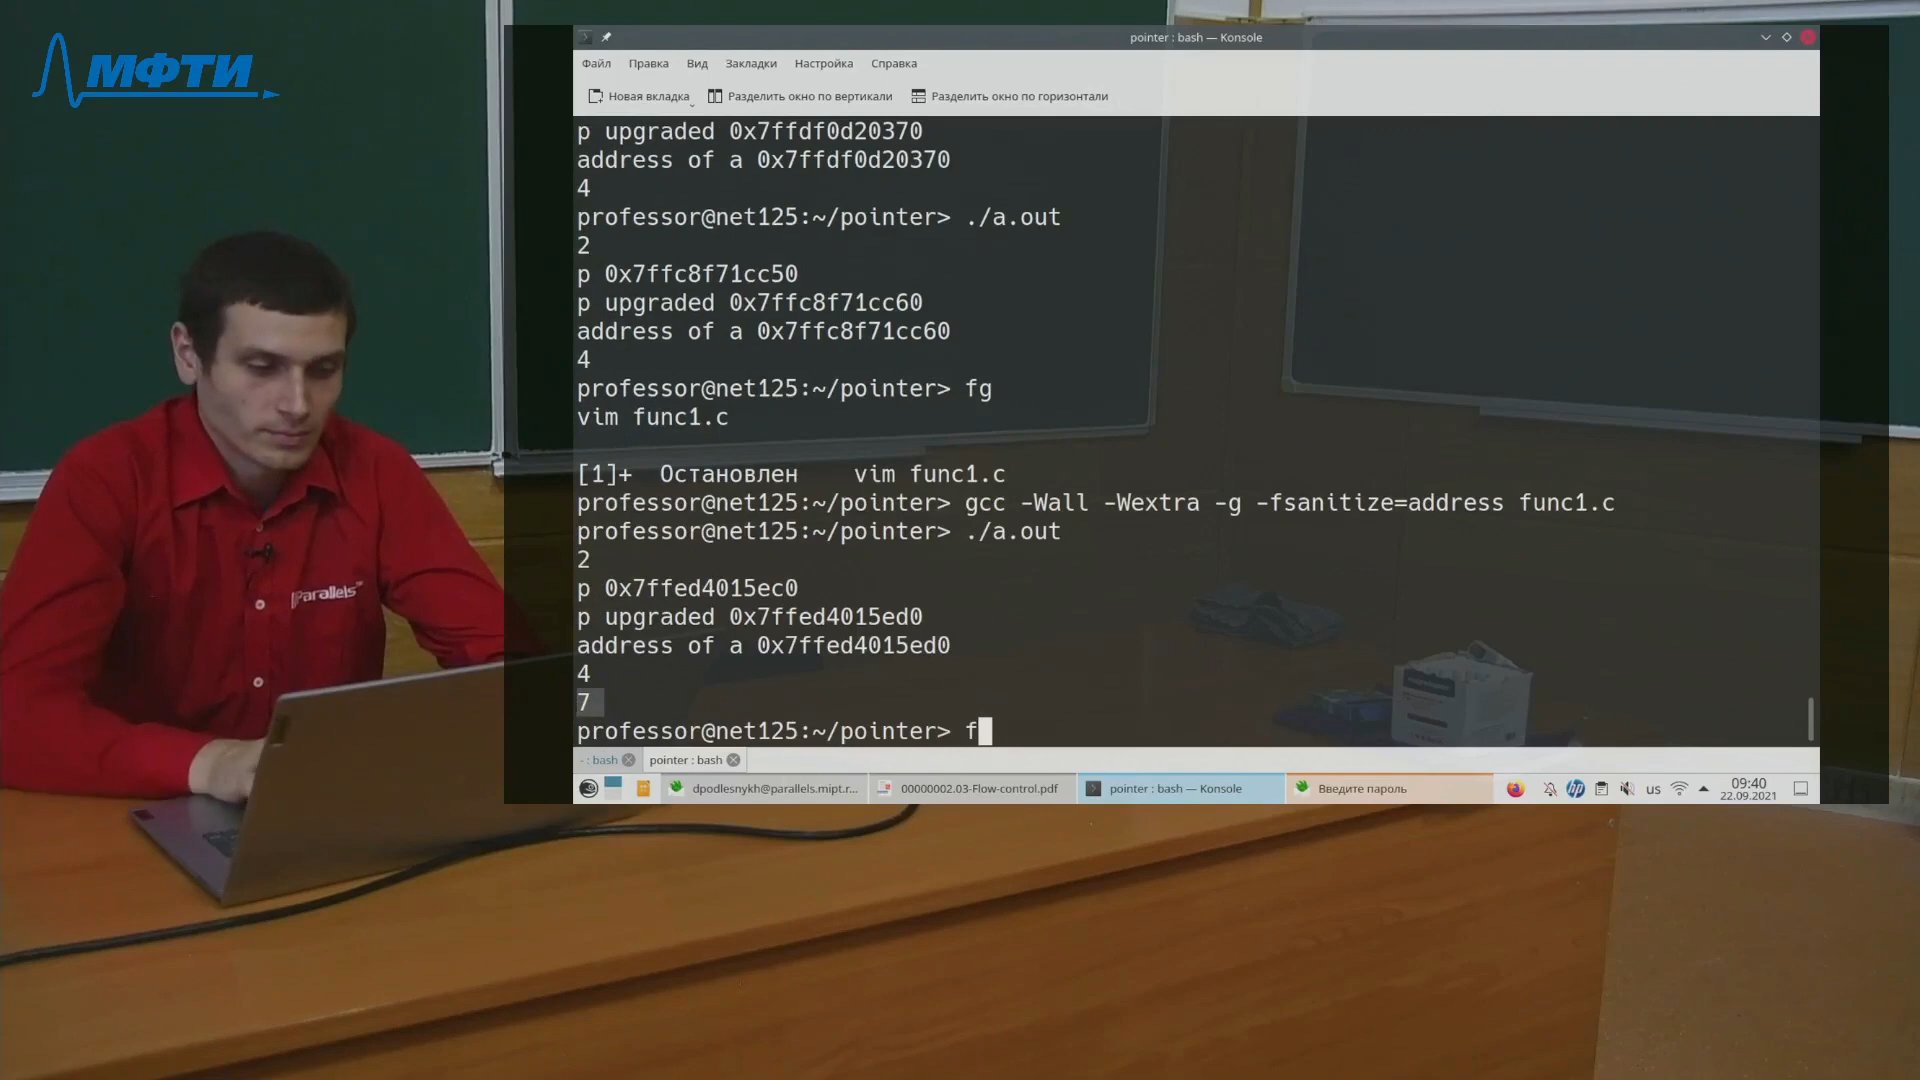 МФТИ
pointer : bash — Konsole
Файл Правка Вид Закладки Настройка Справка
Новая вкладка Разделить окно по вертикали Разделить окно по горизонтали
p upgraded 0x7ffdf0d20370
address of a 0x7ffdf0d20370
4
professor@net125:~/pointer> ./a.out
2
p 0x7ffc8f71cc50
p upgraded 0x7ffc8f71cc60
address of a 0x7ffc8f71cc60
4
professor@net125:~/pointer> fg
vim func1.c
[1]+ Остановлен vim func1.c
professor@net125:~/pointer> gcc -Wall -Wextra -g -fsanitize=address func1.c
professor@net125:~/pointer> ./a.out
2
p 0x7ffed4015ec0
p upgraded 0x7ffed4015ed0
address of a 0x7ffed4015ed0
4
7
professor@net125:~/pointer> f
- : bash pointer : bash
dpodlesnykh@parallels.mipt.r... 00000002.03-Flow-control.pdf pointer : bash — Konsole Введите пароль us 09:40
22.09.2021
Parallels